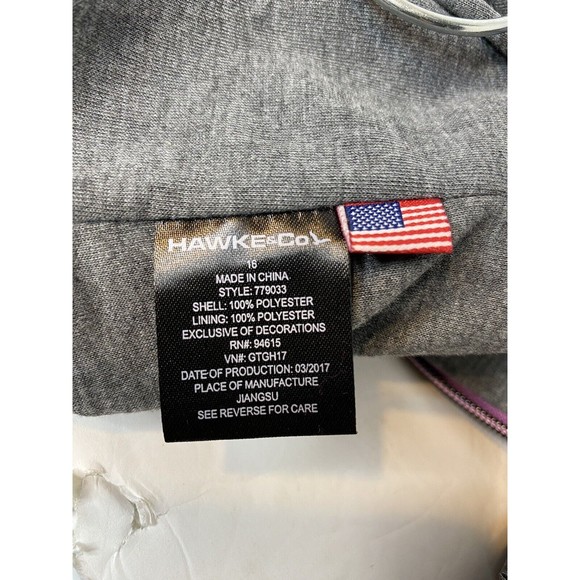 HAWKE&Co
16
MADE IN CHINA
STYLE: 779033
SHELL: 100% POLYESTER
LINING: 100% POLYESTER
EXCLUSIVE OF DECORATIONS
RN#: 94615
VN#: GTGH17
DATE OF PRODUCTION: 03/2017
PLACE OF MANUFACTURE
JIANGSU
SEE REVERSE FOR CARE